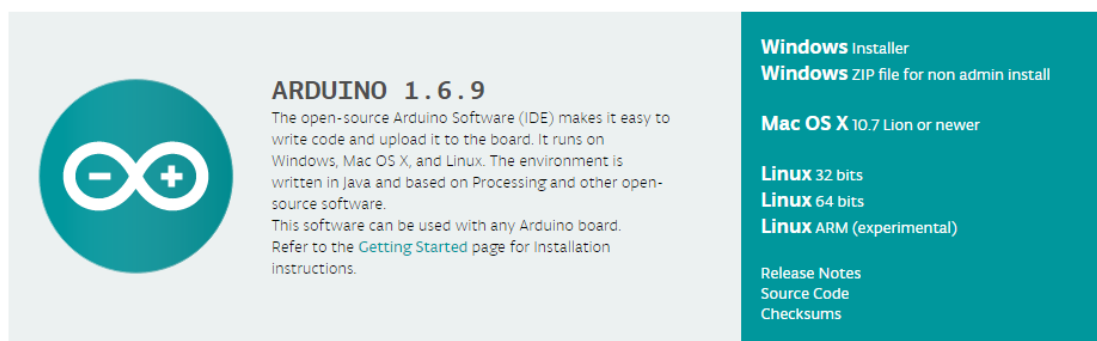 ARDUINO 1.6.9
The open-source Arduino Software (IDE) makes it easy to
write code and upload it to the board. It runs on
Windows, Mac OS X, and Linux. The environment is
written in Java and based on Processing and other open-
source software.
This software can be used with any Arduino board.
Refer to the Getting Started page for Installation
instructions.
Windows Installer
Windows ZIP file for non admin install
Mac OS X 10.7 Lion or newer
Linux 32 bits
Linux 64 bits
Linux ARM (experimental)
Release Notes
Source Code
Checksums